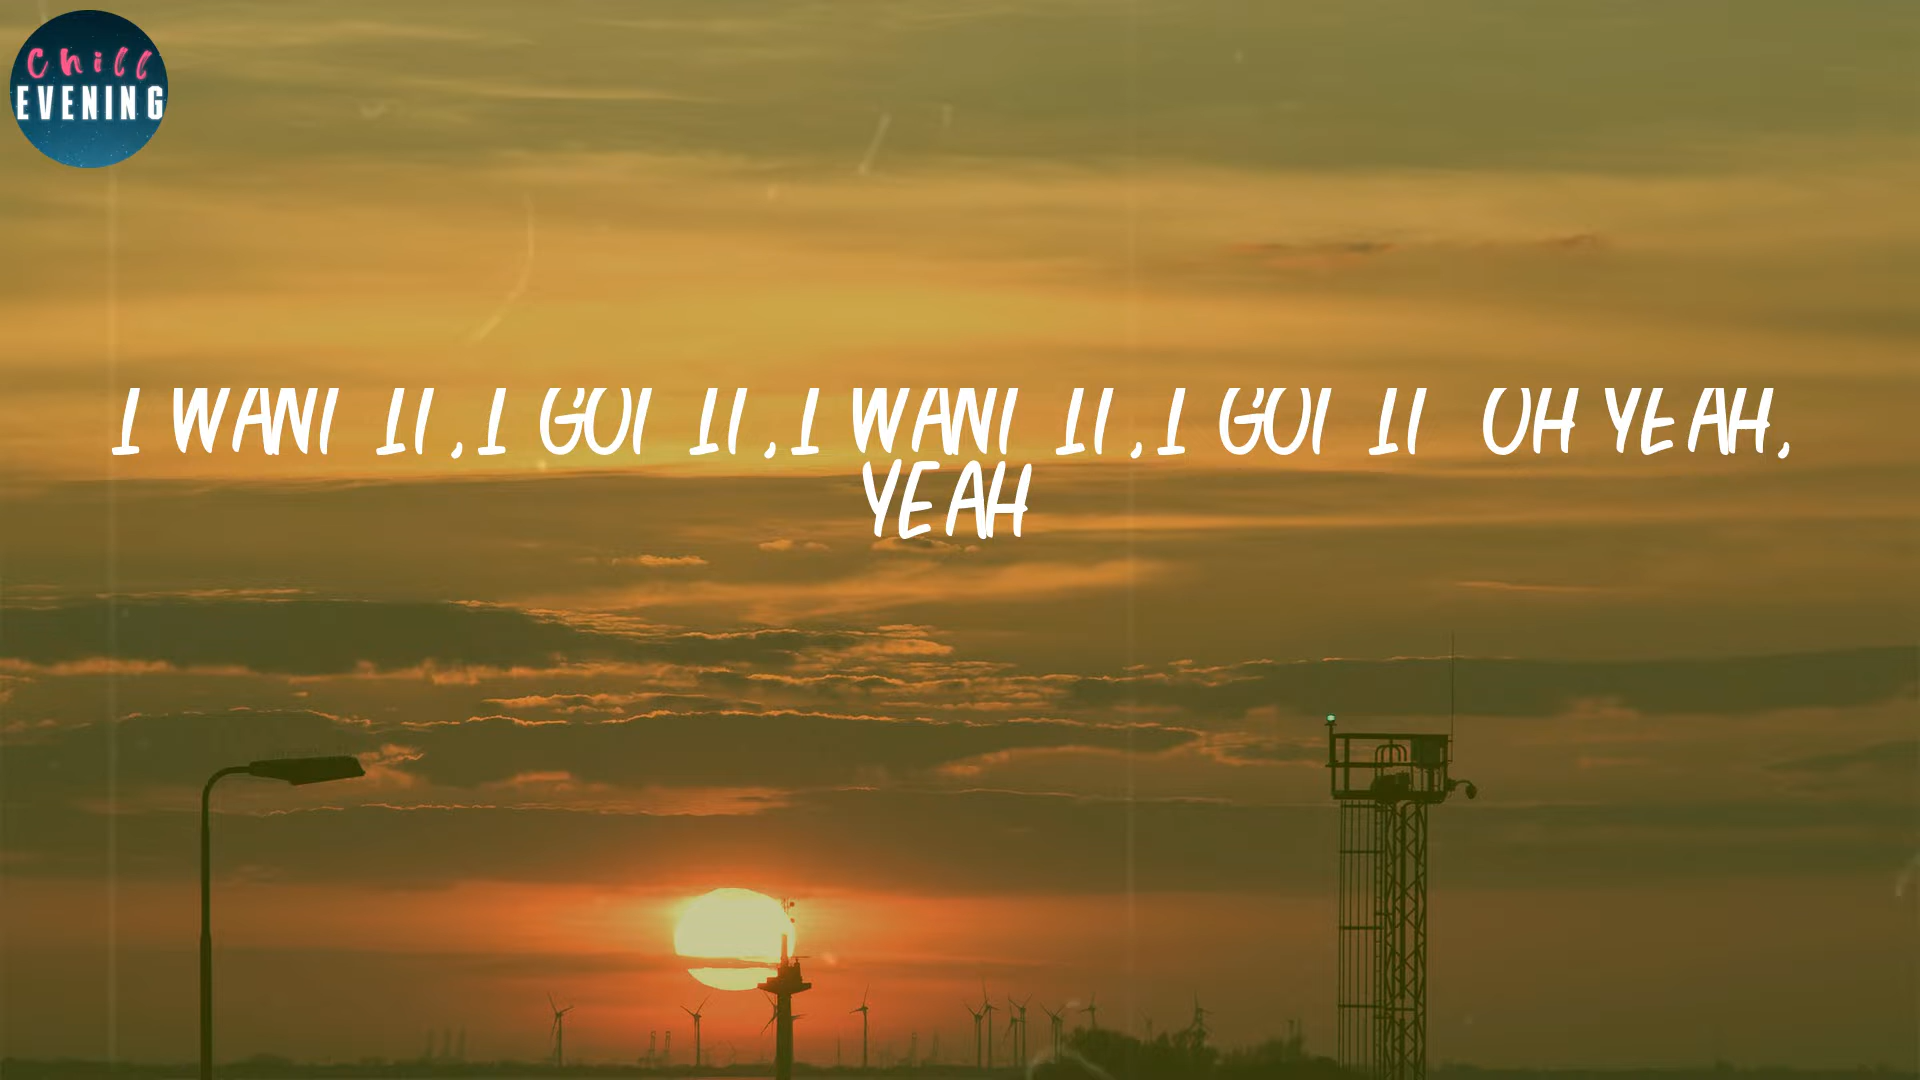 Chill
EVENING
I WANT IT, I GOT IT, I WANT IT, I GOT IT OH YEAH,
YEAH